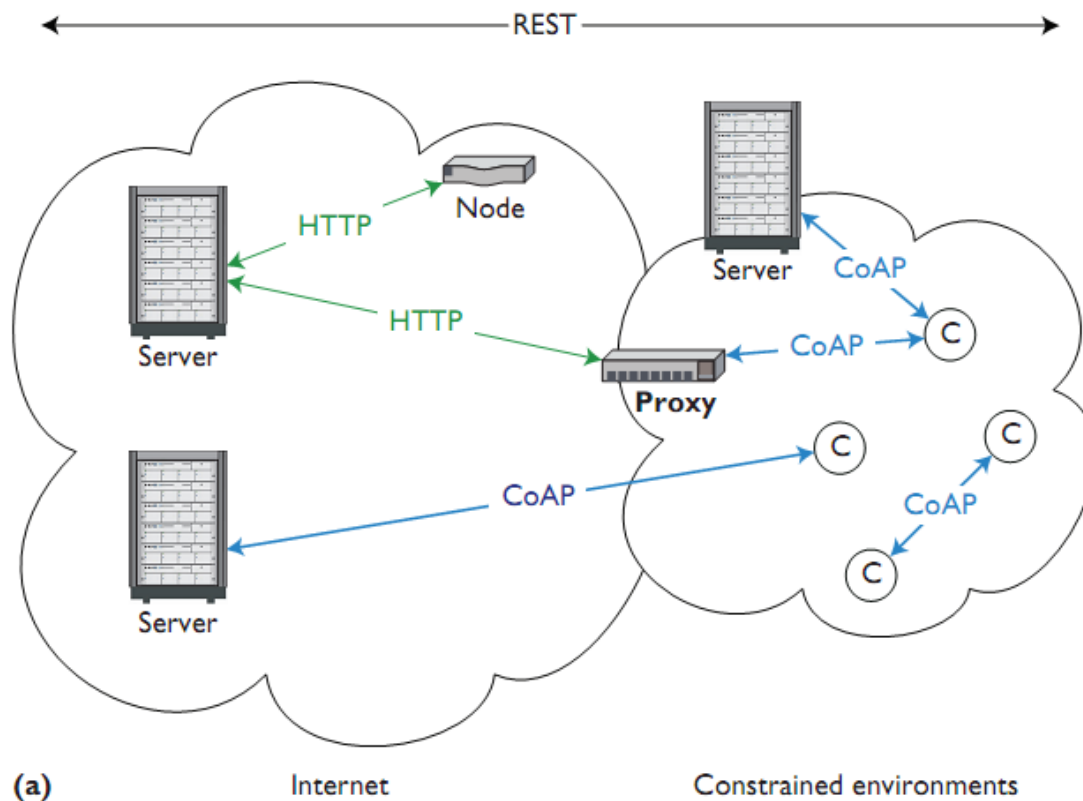 REST
Node
HTTP
Server
CoAP
C
HTTP
Server
CoAP
Proxy
C
C
CoAP
CoAP
C
Server
(a)
Internet
Constrained environments